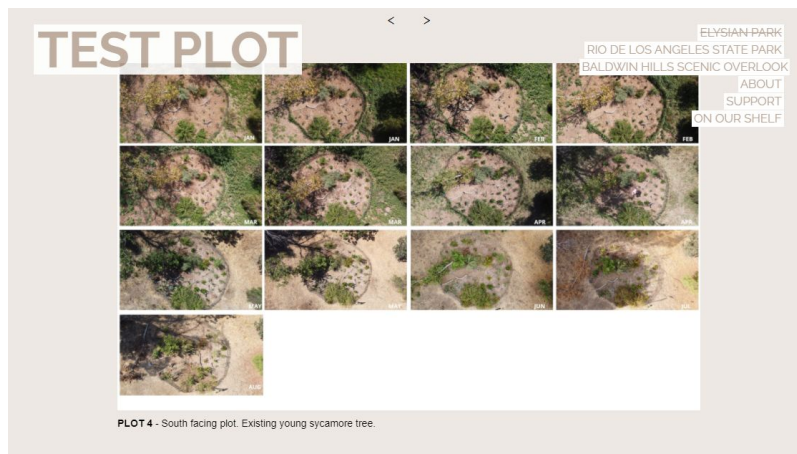 < >
TEST PLOT
ELYSIAN PARK
RIO DE LOS ANGELES STATE PARK
BALDWIN HILLS SCENIC OVERLOOK
ABOUT
SUPPORT
ON OUR SHELF
JAN
JAN
FEB
FEB
MAR
MAR
APR
APR
MAY
MAY
JUN
JUL
AUG
PLOT 4 - South facing plot. Existing young sycamore tree.